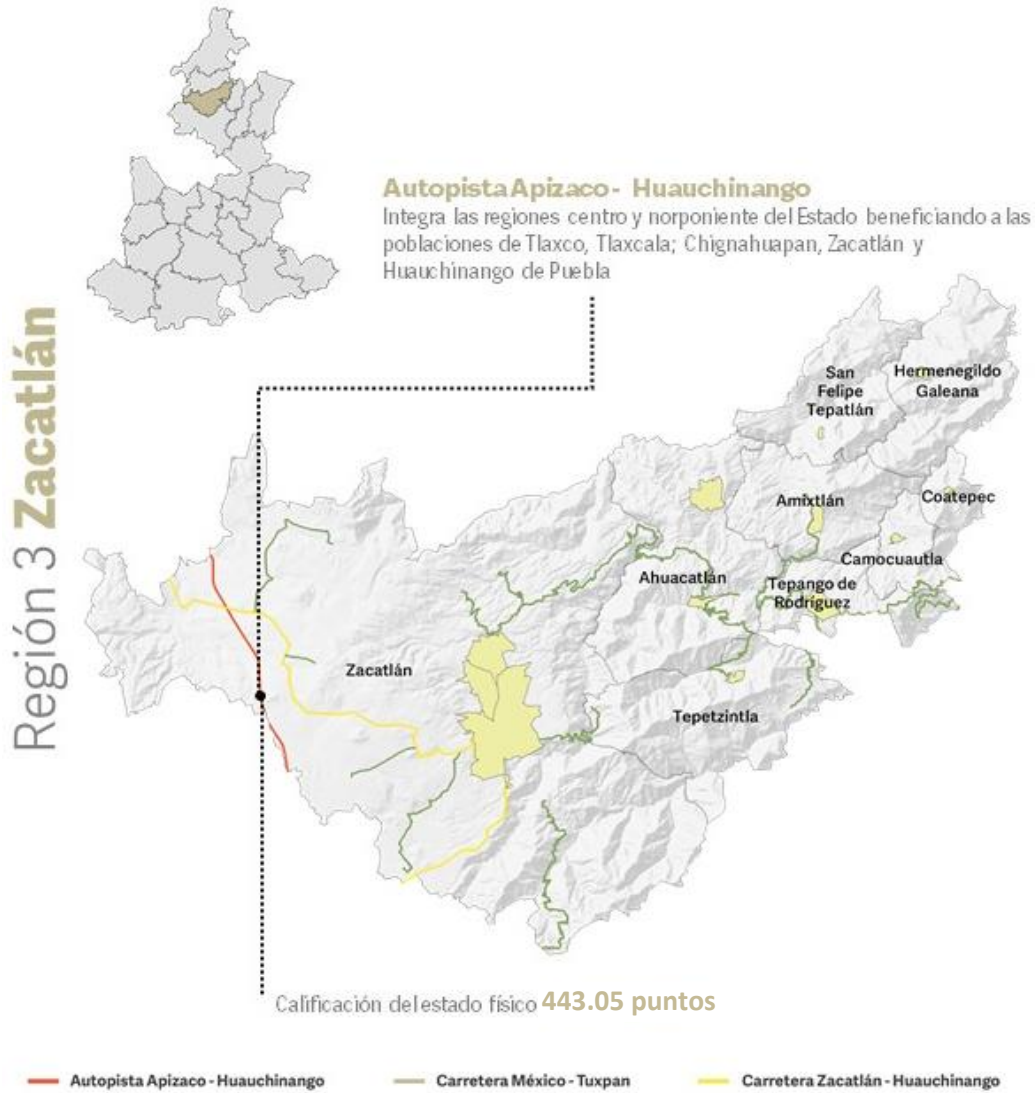 Región 3 Zacatlán
Autopista Apizaco - Huauchinango
Integra las regiones centro y norponiente del Estado beneficiando a las
poblaciones de Tlaxco, Tlaxcala; Chignahuapan, Zacatlán y
Huauchinango de Puebla
San
Felipe
Tepatlán
Hermenegildo
Galeana
Amixtlán
Coatepec
Camocuautla
Ahuacatlán
Tepango de
Rodríguez
Zacatlán
Tepetzintla
Calificación del estado físico 443.05 puntos
Autopista Apizaco - Huauchinango
Carretera México - Tuxpan
Carretera Zacatlán - Huauchinango